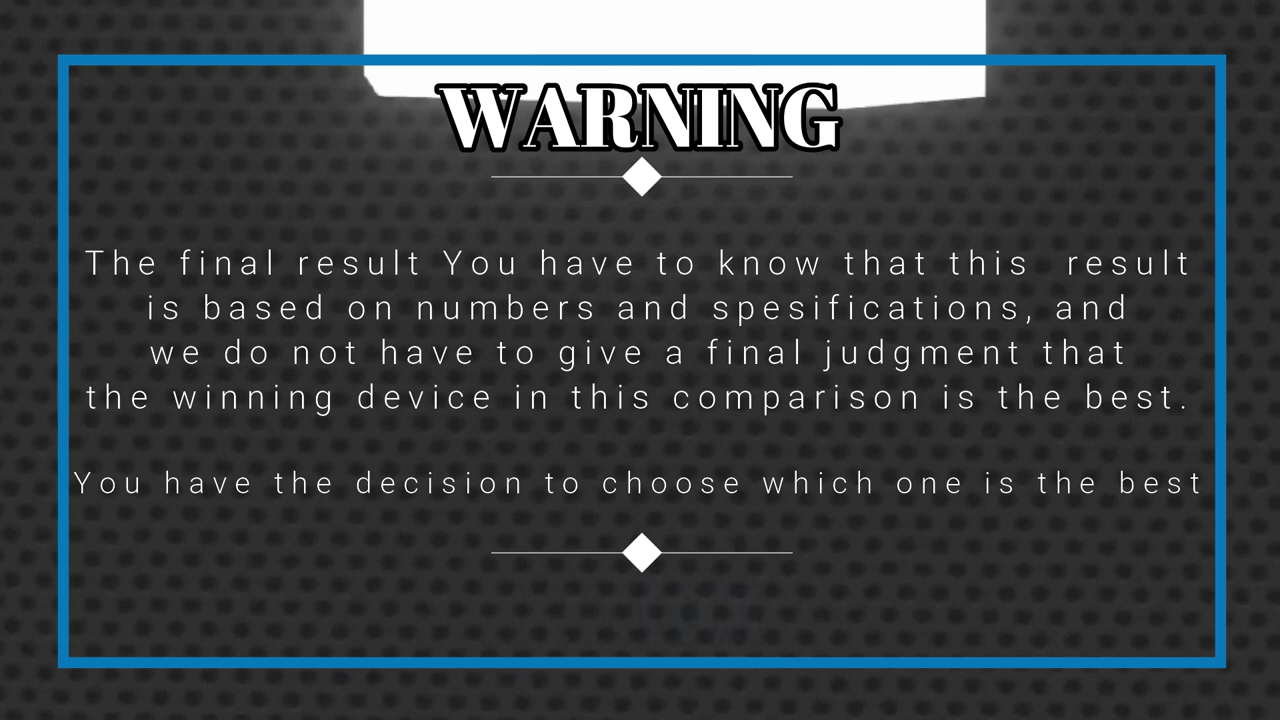 WARNING
The final result You have to know that this result
is based on numbers and spesifications, and
we do not have to give a final judgment that
the winning device in this comparison is the best.
You have the decision to choose which one is the best